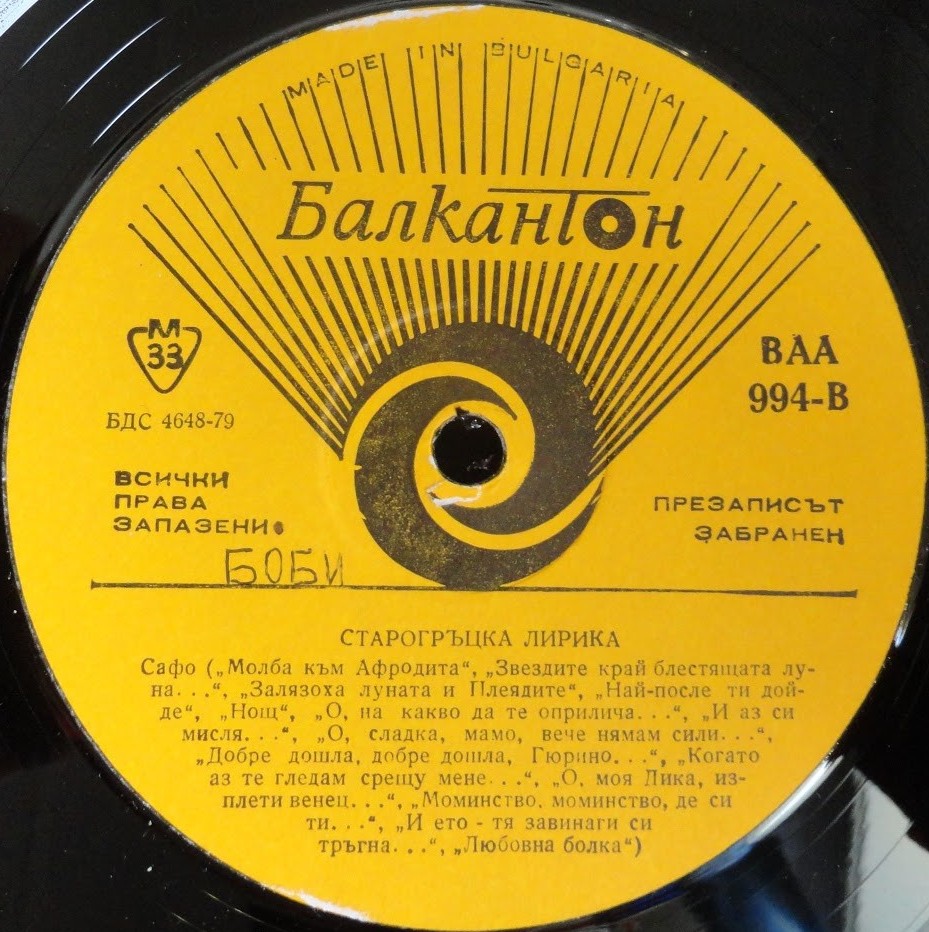 MADE IN BULGARIA
Балкантон
М
33
БДС 4648-79
ВАА
994-В
ВСИЧКИ
ПРАВА
ЗАПАЗЕНИ
ПРЕЗАПИСЪТ
ЗАБРАНЕН
БОБИ
СТАРОГРЪЦКА ЛИРИКА
Сафо („Молба към Афродита“, „Звездите край блестящата лу-
на. . .“, „Залязоха луната и Плеядите“, „Най-после ти дой-
де“, „Нощ“, „О, на какво да те оприлича. . .“, „И аз си
мисля. . .“, „О, сладка, мамо, вече нямам сили. . .“,
„Добре дошла, добре дошла, Гюрино. . .“, „Когато
аз те гледам срещу мене. . .“, „О, моя Дика, из-
плети венец. . .“, „Моминство, моминство, де си
ти. . .“, „И ето - тя завинаги си
тръгна. . .“, „Любовна болка“)